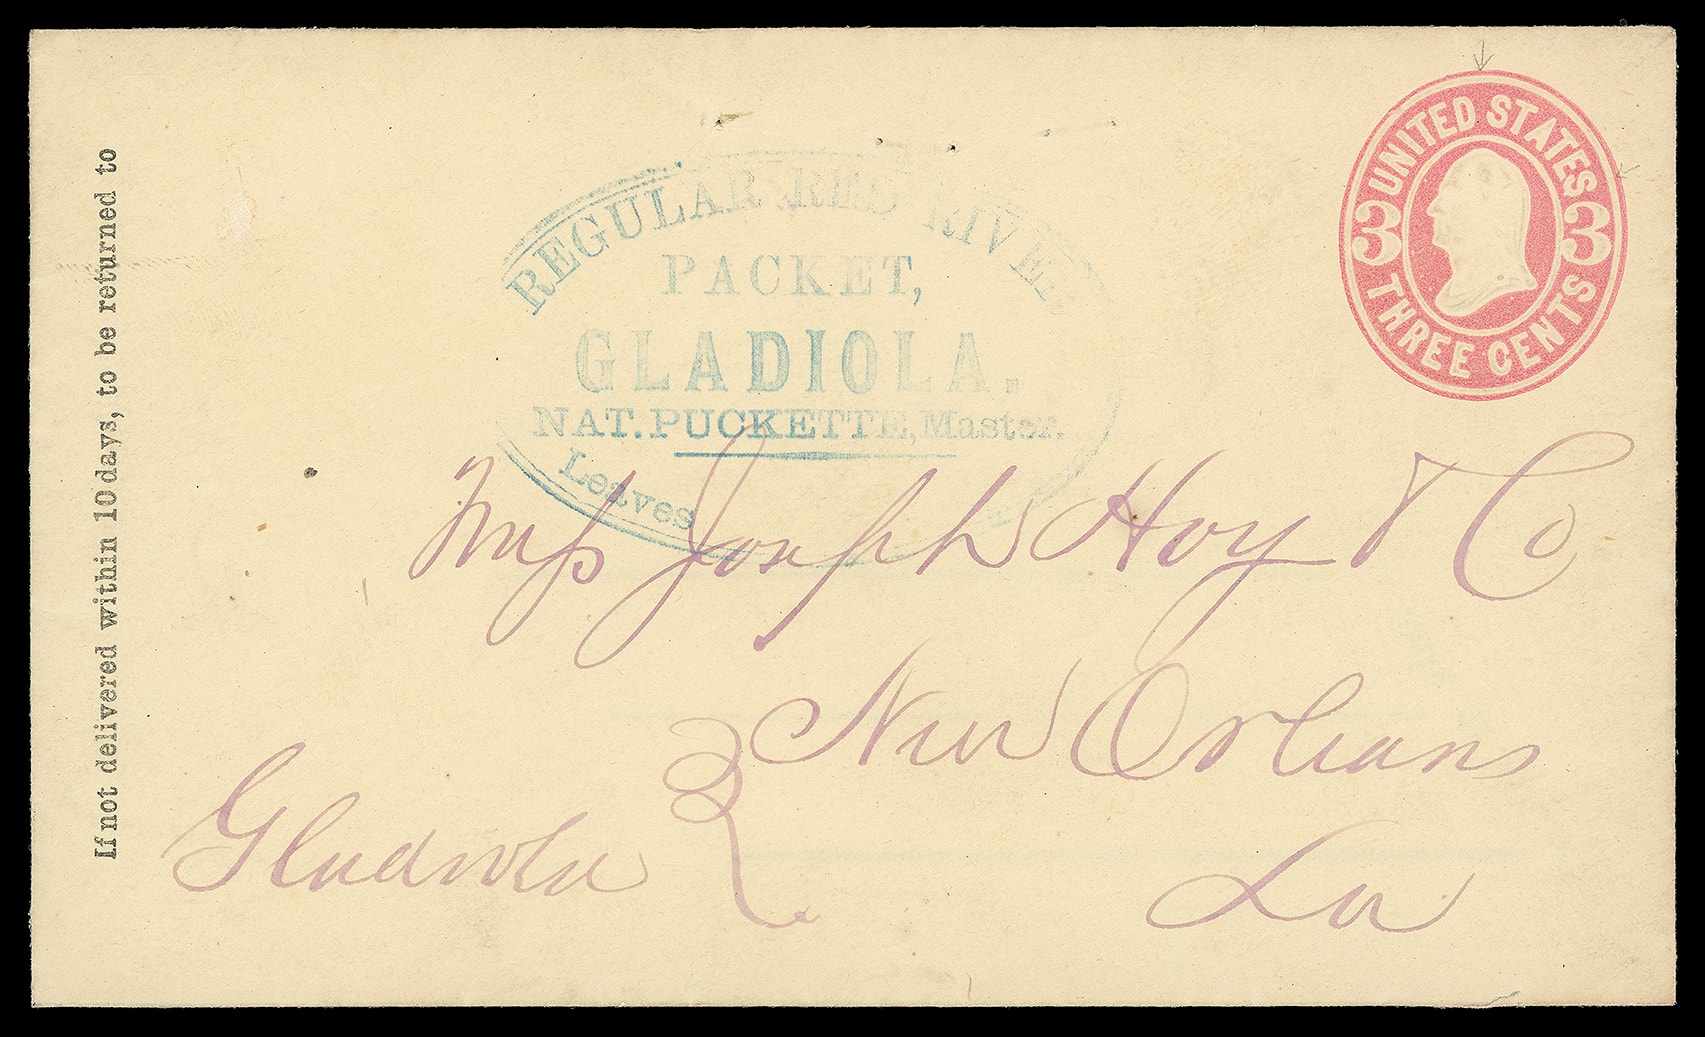 If not delivered within 10 days, to be returned to
REGULAR RED RIVER
PACKET,
GLADIOLA.
NAT. PUCKETTE, Master.
Leaves
UNITED STATES
3 3
THREE CENTS
Joseph Hoy & Co
New Orleans
La
Gladiola